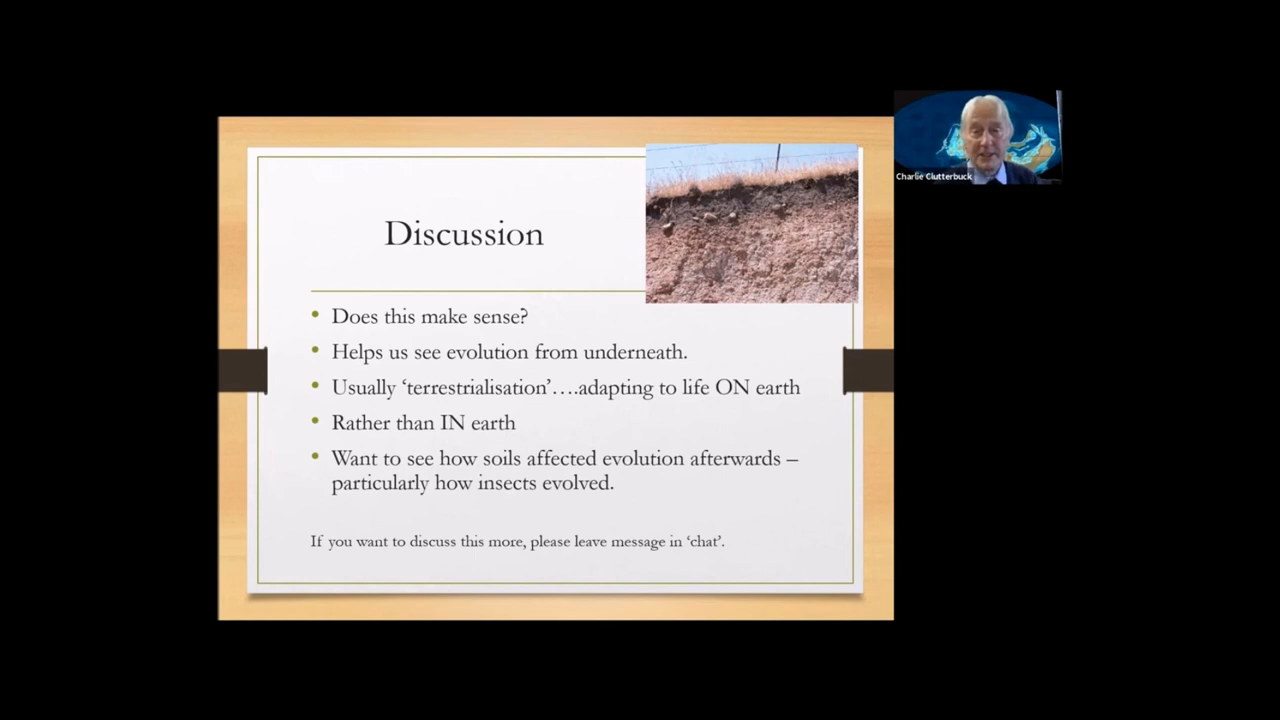 Discussion
• Does this make sense?
• Helps us see evolution from underneath.
• Usually ‘terrestrialisation’….adapting to life ON earth
• Rather than IN earth
• Want to see how soils affected evolution afterwards –
particularly how insects evolved.
If you want to discuss this more, please leave message in ‘chat’.
Charlie Clutterbuck